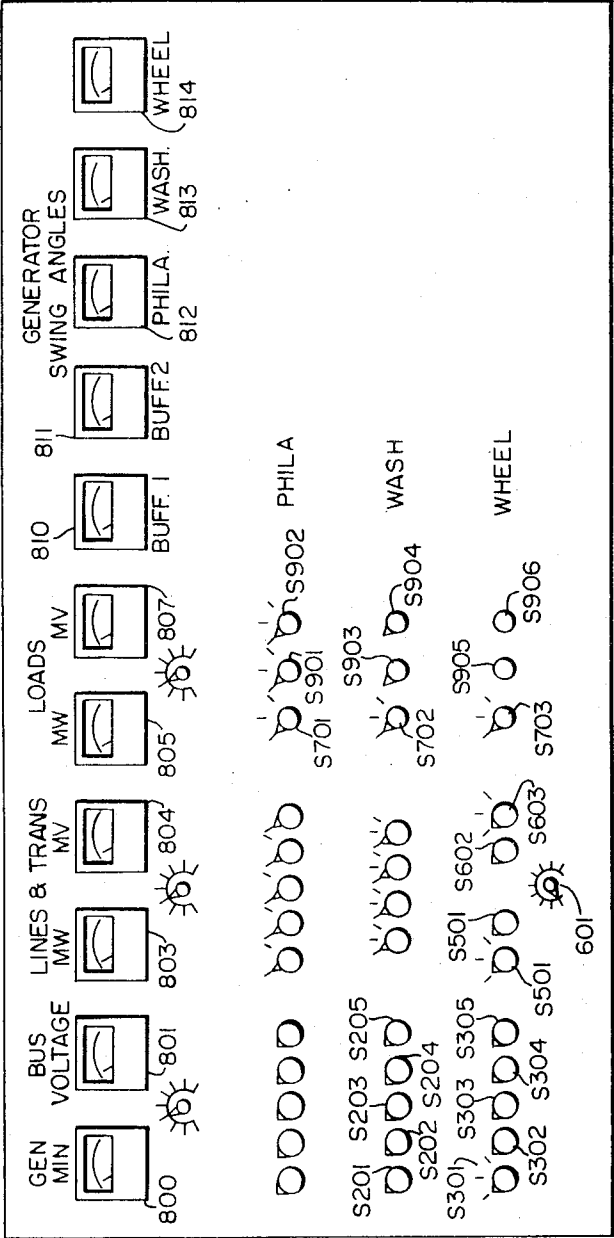 GENERATOR
GEN BUS LINES & TRANS LOADS SWING ANGLES
MIN VOLTAGE MW MV MW MV
810 811
800 801 803 804 805 807 BUFF. 1 BUFF. 2 PHILA. WASH. WHEEL
812 813 814
S902 PHILA
S901
S701
S201 S203 S205 S903 S904 WASH
S202 S204 S702
S301 S303 S305 S501 S602 S905 WHEEL
S302 S304 S501 S603 S703 S906
601